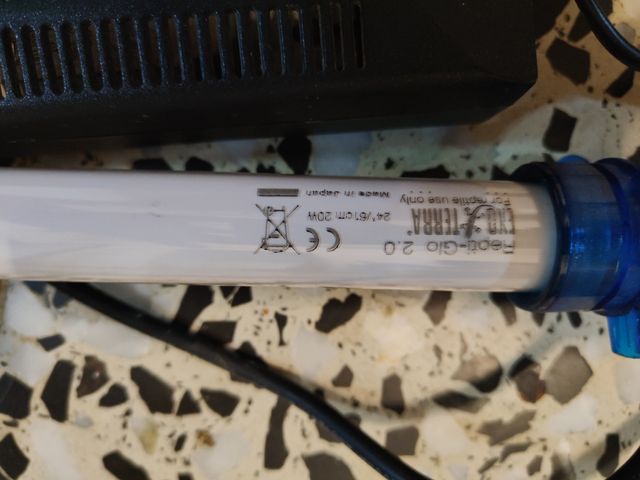 Repti-Glo 2.0
EXO TERRA®
For reptile use only.
24"/61cm 20W
Made in Japan